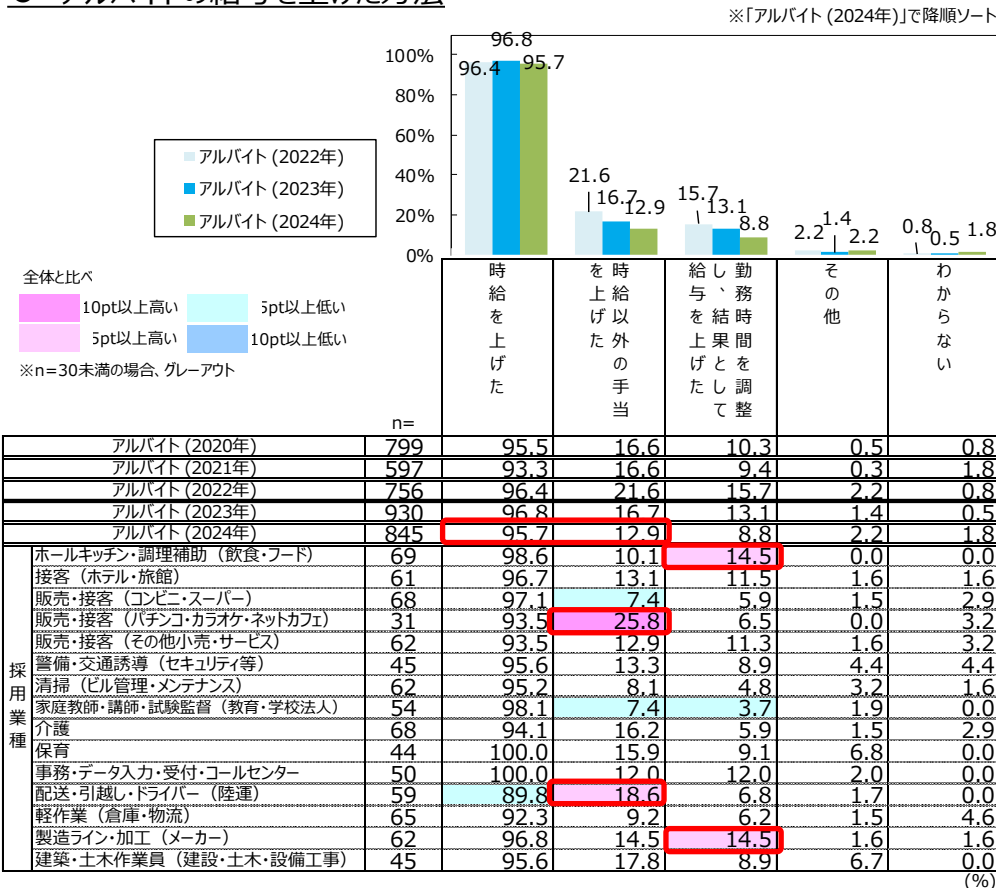 アルバイトの給与を上げた方法
※「アルバイト (2024年)」で降順ソート
100%
80%
60%
40%
20%
0%
アルバイト (2022年)
アルバイト (2023年)
アルバイト (2024年)
96.4 96.8 95.7
21.6 16.7 12.9
15.7 13.1 8.8
2.2 1.4 2.2
0.8 0.5 1.8
全体と比べ
10pt以上高い 5pt以上低い
5pt以上高い 10pt以上低い
※n=30未満の場合、グレーアウト
n=
時給を上げた
時給以外の手当を上げた
勤務時間を調整し、結果として給与を上げた
その他
わからない
アルバイト (2020年) 799 95.5 16.6 10.3 0.5 0.8
アルバイト (2021年) 597 93.3 16.6 9.4 0.3 1.8
アルバイト (2022年) 756 96.4 21.6 15.7 2.2 0.8
アルバイト (2023年) 930 96.8 16.7 13.1 1.4 0.5
アルバイト (2024年) 845 95.7 12.9 8.8 2.2 1.8
採用業種
ホールキッチン・調理補助（飲食・フード） 69 98.6 10.1 14.5 0.0 0.0
接客（ホテル・旅館） 61 96.7 13.1 11.5 1.6 1.6
販売・接客（コンビニ・スーパー） 68 97.1 7.4 5.9 1.5 2.9
販売・接客（パチンコ・カラオケ・ネットカフェ） 31 93.5 25.8 6.5 0.0 3.2
販売・接客（その他小売・サービス） 62 93.5 12.9 11.3 1.6 3.2
警備・交通誘導（セキュリティ等） 45 95.6 13.3 8.9 4.4 4.4
清掃（ビル管理・メンテナンス） 62 95.2 8.1 4.8 3.2 1.6
家庭教師・講師・試験監督（教育・学校法人） 54 98.1 7.4 3.7 1.9 0.0
介護 68 94.1 16.2 5.9 1.5 2.9
保育 44 100.0 15.9 9.1 6.8 0.0
事務・データ入力・受付・コールセンター 50 100.0 12.0 12.0 2.0 0.0
配送・引越し・ドライバー（陸運） 59 89.8 18.6 6.8 1.7 0.0
軽作業（倉庫・物流） 65 92.3 9.2 6.2 1.5 4.6
製造ライン・加工（メーカー） 62 96.8 14.5 14.5 1.6 1.6
建築・土木作業員（建設・土木・設備工事） 45 95.6 17.8 8.9 6.7 0.0
(%)